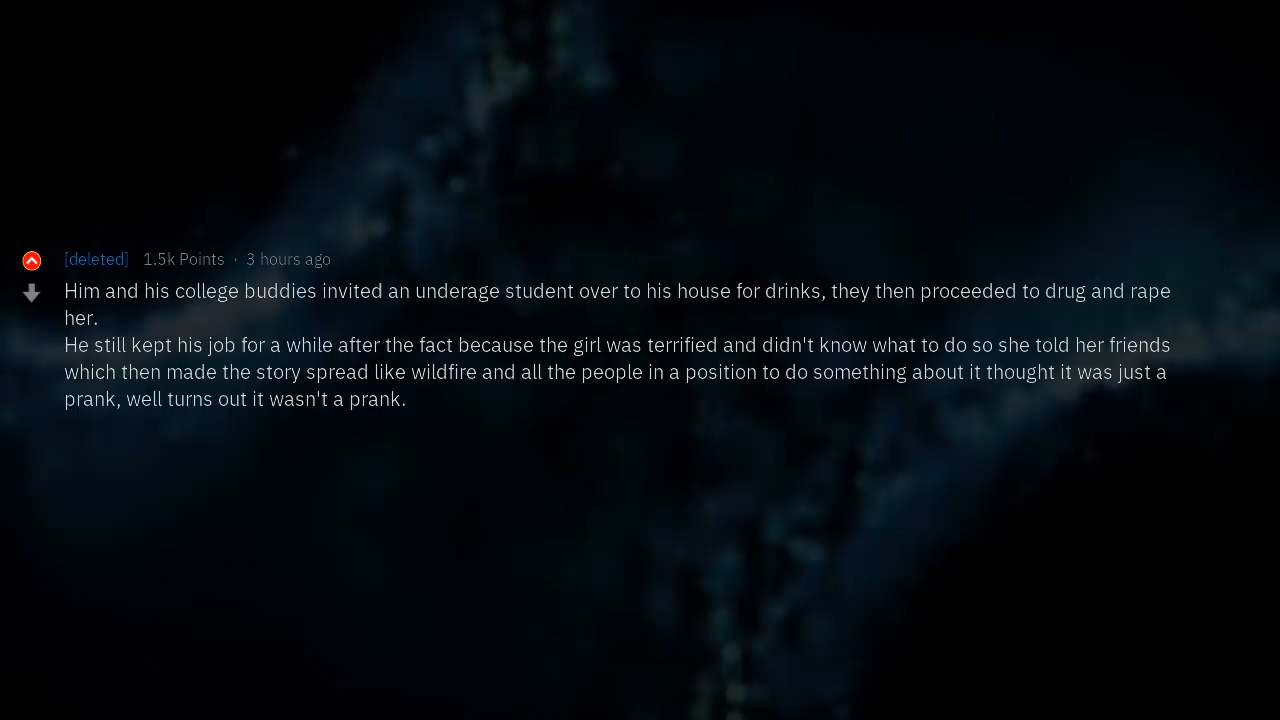 [deleted] 1.5k Points · 3 hours ago
Him and his college buddies invited an underage student over to his house for drinks, they then proceeded to drug and rape
her.
He still kept his job for a while after the fact because the girl was terrified and didn't know what to do so she told her friends
which then made the story spread like wildfire and all the people in a position to do something about it thought it was just a
prank, well turns out it wasn't a prank.